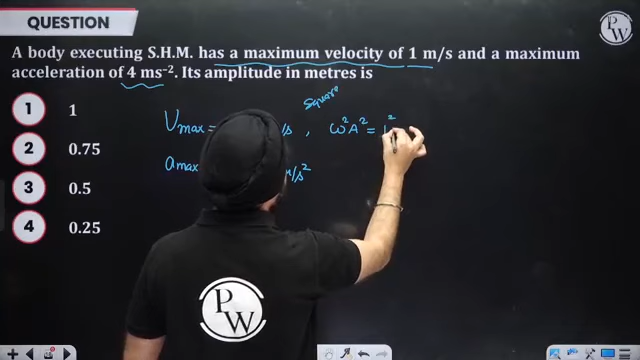 QUESTION
A body executing S.H.M. has a maximum velocity of 1 m/s and a maximum
acceleration of 4 ms⁻². Its amplitude in metres is
1 1
2 0.75
3 0.5
4 0.25
Square
Vmax = /s , ω²A² = 1²
amax /s²
PW
PW